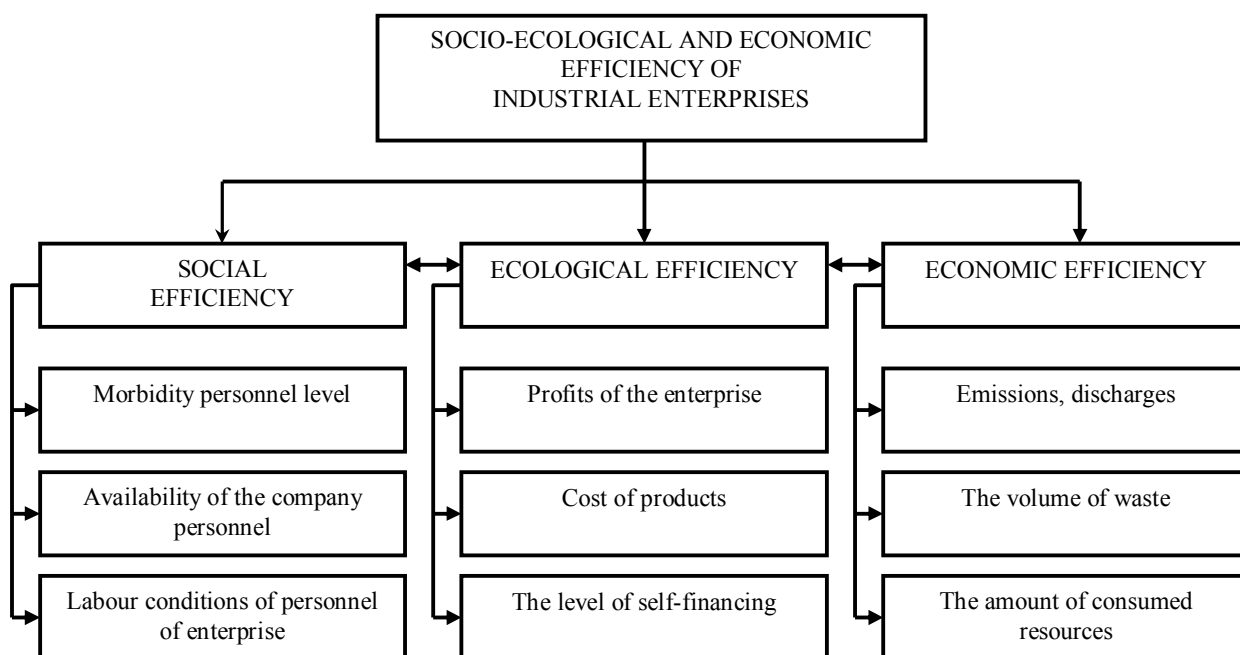 SOCIO-ECOLOGICAL AND ECONOMIC
EFFICIENCY OF
INDUSTRIAL ENTERPRISES
SOCIAL
EFFICIENCY
ECOLOGICAL EFFICIENCY
ECONOMIC EFFICIENCY
Morbidity personnel level
Profits of the enterprise
Emissions, discharges
Availability of the company
personnel
Cost of products
The volume of waste
Labour conditions of personnel
of enterprise
The level of self-financing
The amount of consumed
resources